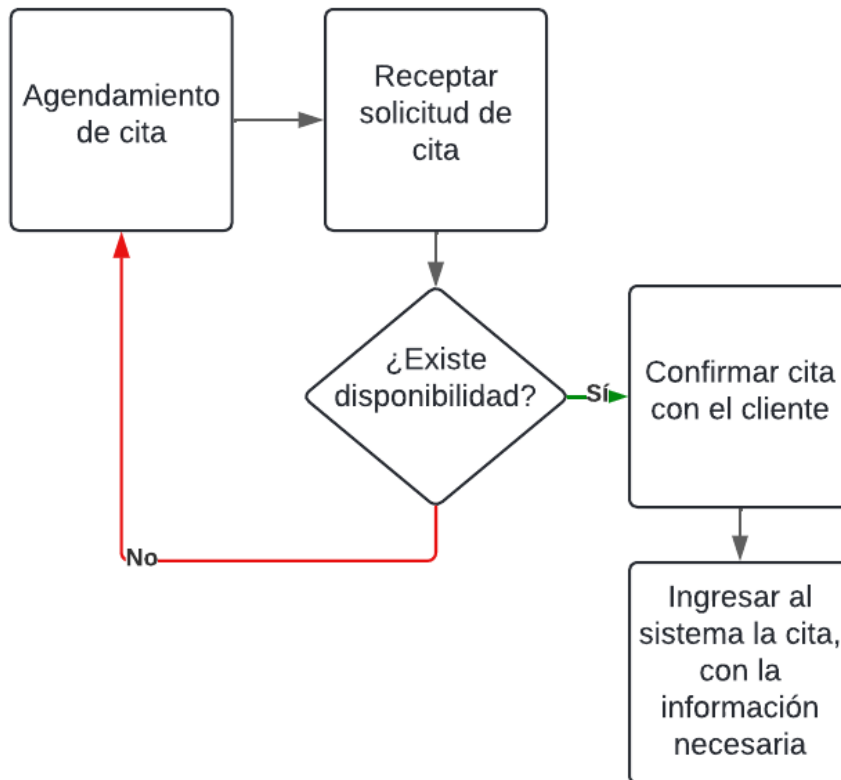 Agendamiento
de cita
Receptar
solicitud de
cita
¿Existe
disponibilidad?
Sí
Confirmar cita
con el cliente
No
Ingresar al
sistema la cita,
con la
información
necesaria